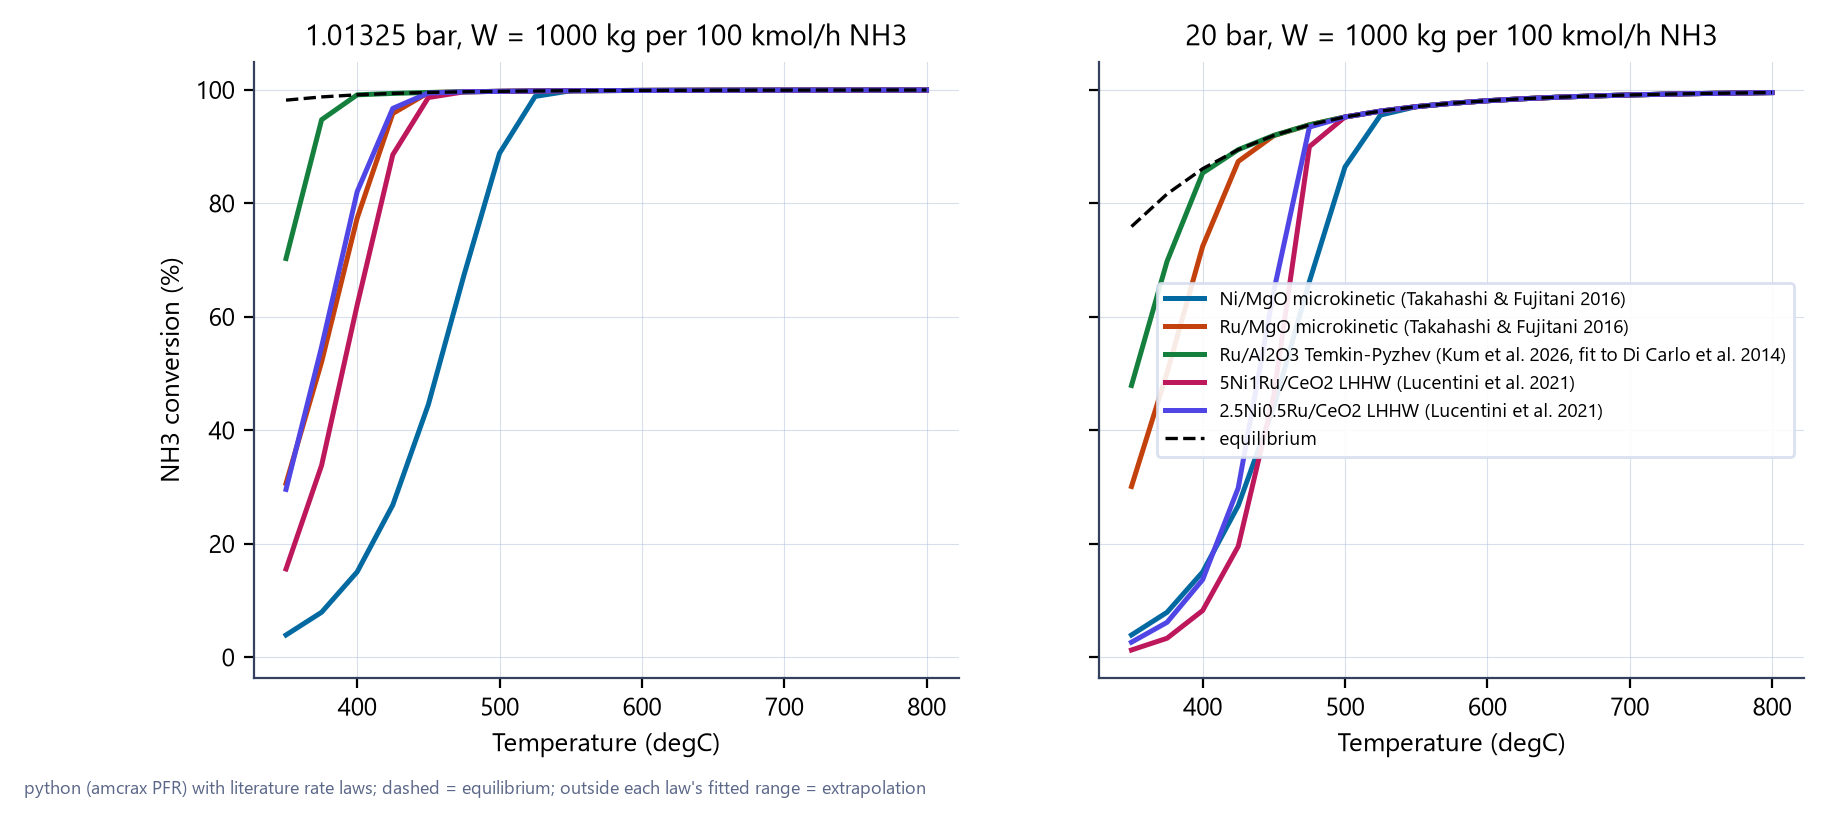 1.01325 bar, W = 1000 kg per 100 kmol/h NH3
20 bar, W = 1000 kg per 100 kmol/h NH3
NH3 conversion (%)
100
80
60
40
20
0
400
500
600
700
800
Temperature (degC)
Ni/MgO microkinetic (Takahashi & Fujitani 2016)
Ru/MgO microkinetic (Takahashi & Fujitani 2016)
Ru/Al2O3 Temkin-Pyzhev (Kum et al. 2026, fit to Di Carlo et al. 2014)
5Ni1Ru/CeO2 LHHW (Lucentini et al. 2021)
2.5Ni0.5Ru/CeO2 LHHW (Lucentini et al. 2021)
equilibrium
400
500
600
700
800
Temperature (degC)
python (amcrax PFR) with literature rate laws; dashed = equilibrium; outside each law's fitted range = extrapolation